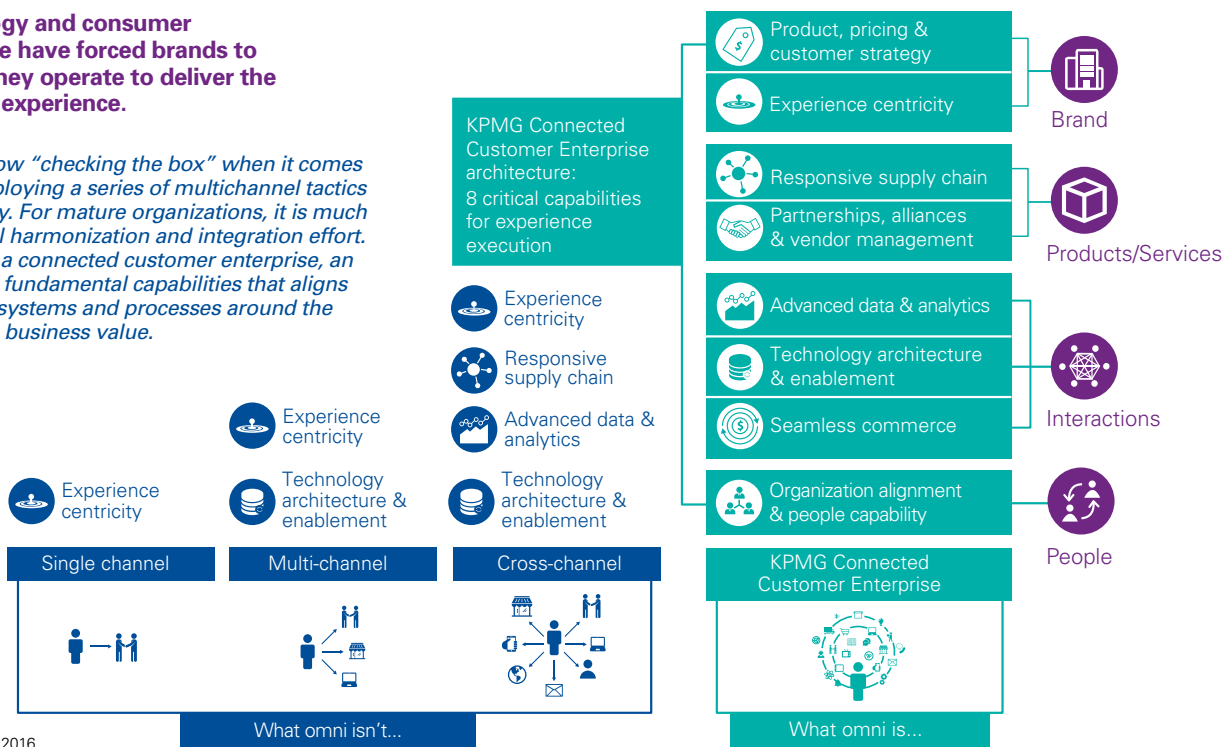 gy and consumer
e have forced brands to
hey operate to deliver the
experience.
ow “checking the box” when it comes
ploying a series of multichannel tactics
y. For mature organizations, it is much
l harmonization and integration effort.
a connected customer enterprise, an
fundamental capabilities that aligns
systems and processes around the
business value.
KPMG Connected
Customer Enterprise
architecture:
8 critical capabilities
for experience
execution
Product, pricing &
customer strategy
Experience centricity
Brand
Responsive supply chain
Partnerships, alliances
& vendor management
Products/Services
Advanced data & analytics
Technology architecture
& enablement
Seamless commerce
Interactions
Organization alignment
& people capability
People
Experience
centricity
Single channel
Experience
centricity
Technology
architecture &
enablement
Multi-channel
Experience
centricity
Responsive
supply chain
Advanced data &
analytics
Technology
architecture &
enablement
Cross-channel
KPMG Connected
Customer Enterprise
What omni isn’t...
What omni is...
2016